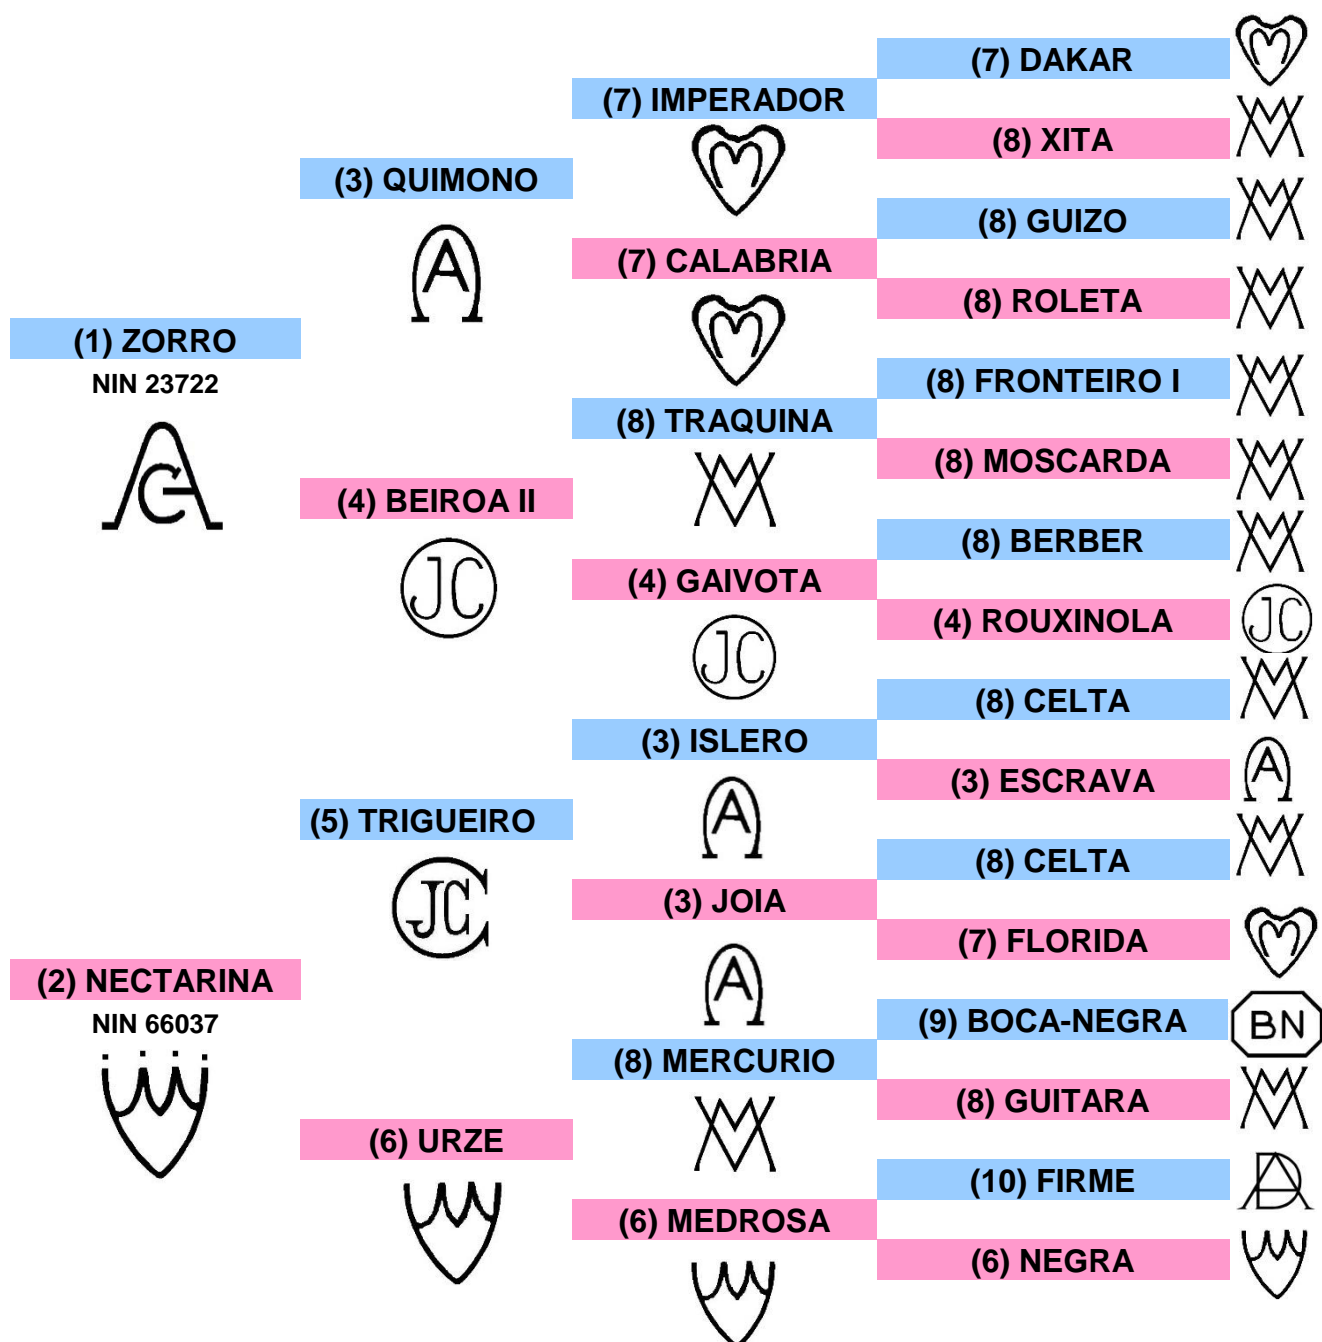 (1) ZORRO
NIN 23722
(2) NECTARINA
NIN 66037
(3) QUIMONO
A
(4) BEIROA II
JC
(5) TRIGUEIRO
JC
(6) URZE
(7) IMPERADOR
(7) CALABRIA
(8) TRAQUINA
(4) GAIVOTA
JC
(3) ISLERO
A
(3) JOIA
A
(8) MERCURIO
(6) MEDROSA
(7) DAKAR
(8) XITA
(8) GUIZO
(8) ROLETA
(8) FRONTEIRO I
(8) MOSCARDA
(8) BERBER
(4) ROUXINOLA
JC
(8) CELTA
(3) ESCRAVA
A
(8) CELTA
(7) FLORIDA
(9) BOCA-NEGRA
BN
(8) GUITARA
(10) FIRME
(6) NEGRA